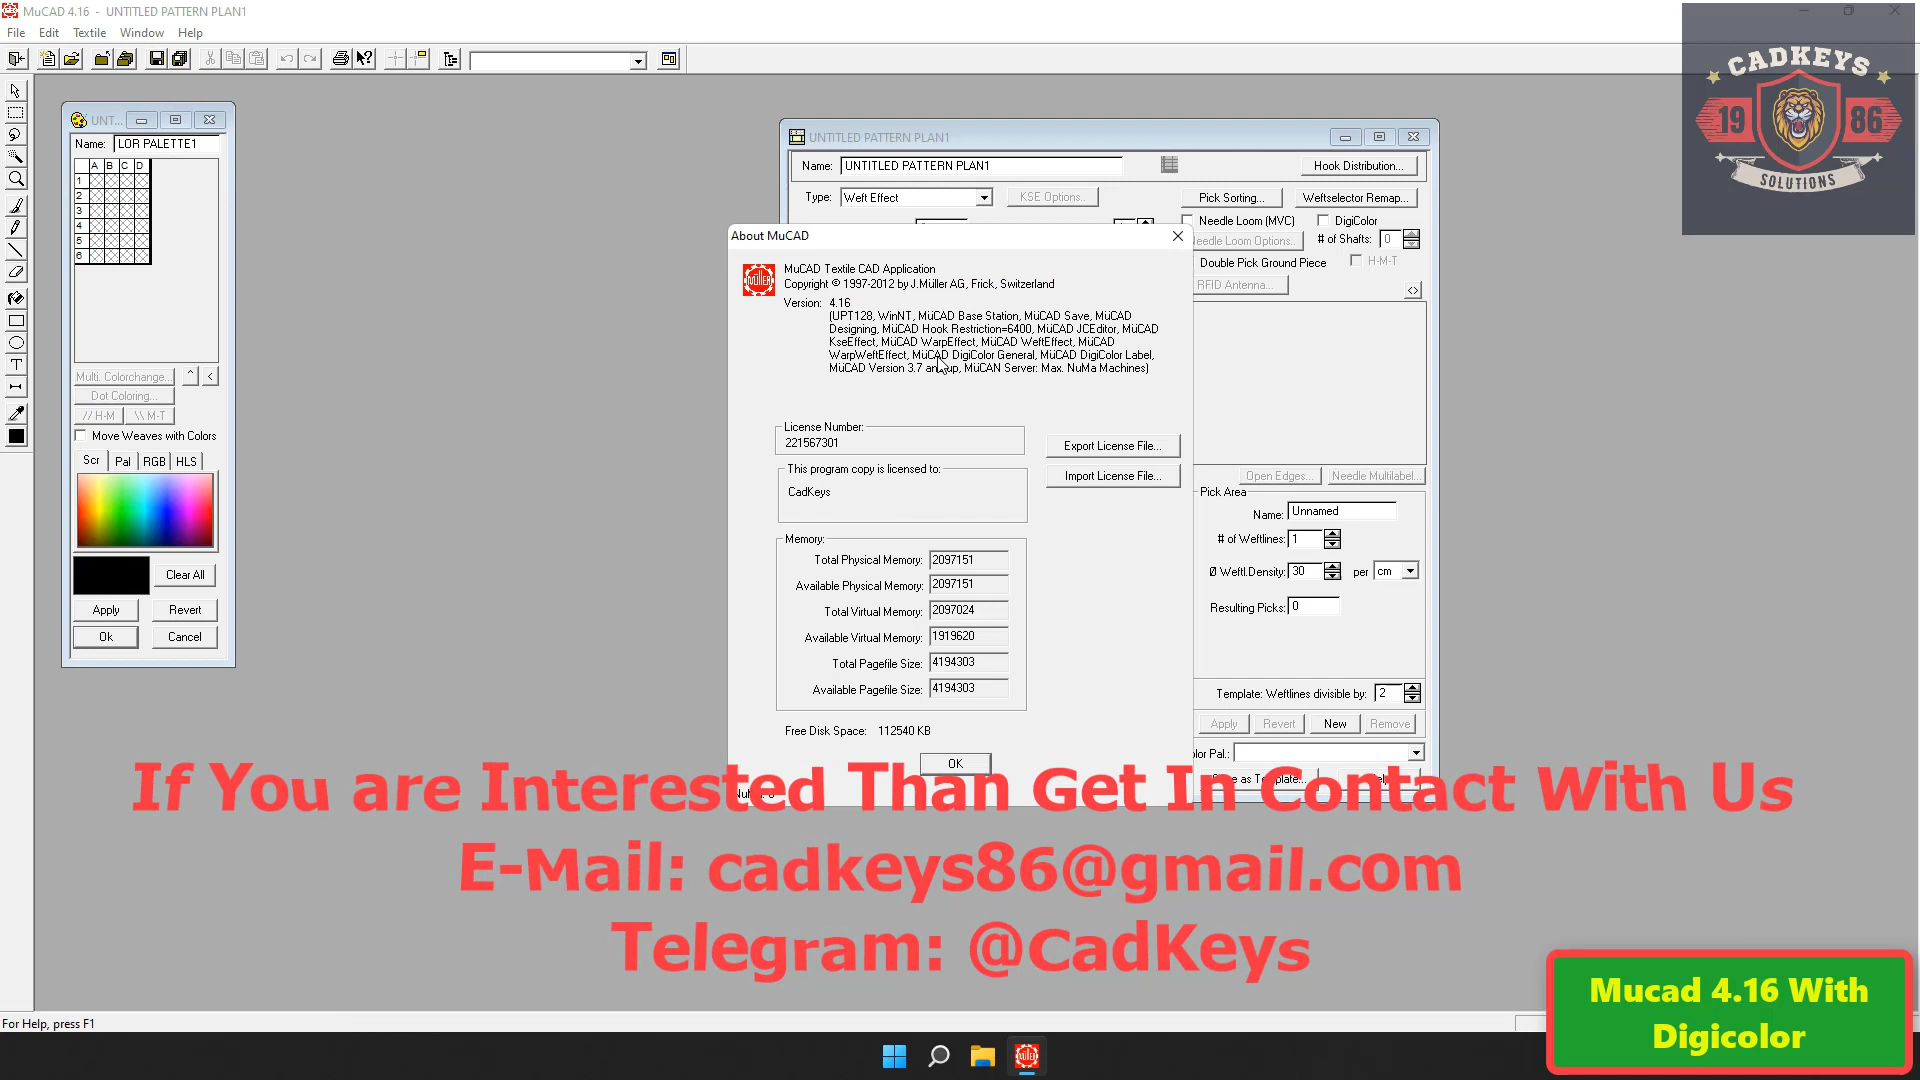 MuCAD 4.16 - UNTITLED PATTERN PLAN1
File Edit Textile Window Help
CADKEYS
19 86
SOLUTIONS
UNT...
Name: LOR PALETTE1
A B C D
1
2
3
4
5
6
Multi. Colorchange...
Dot Coloring...
// H-M \\ M-T
Move Weaves with Colors
Scr Pal RGB HLS
Clear All
Apply Revert
Ok Cancel
UNTITLED PATTERN PLAN1
Name: UNTITLED PATTERN PLAN1 Hook Distribution...
Type: Weft Effect KSE Options.. Pick Sorting... Weftselector Remap...
Needle Loom (MVC) DigiColor
eedle Loom Options.. # of Shafts: 0
Double Pick Ground Piece H-M-T
RFID Antenna...
<>
Open Edges... Needle Multilabel...
Pick Area
Name: Unnamed
# of Weftlines: 1
Ø Weftl.Density: 30 per cm
Resulting Picks: 0
Template: Weftlines divisible by: 2
Apply Revert New Remove
olor Pal.:
as Template...
About MuCAD
MuCAD Textile CAD Application
Copyright © 1997-2012 by J.Müller AG, Frick, Switzerland
Version: 4.16
(UPT128, WinNT, MüCAD Base Station, MüCAD Save, MüCAD
Designing, MüCAD Hook Restriction=6400, MüCAD JCEditor, MüCAD
KseEffect, MüCAD WarpEffect, MüCAD WeftEffect, MüCAD
WarpWeftEffect, MüCAD DigiColor General, MüCAD DigiColor Label,
MüCAD Version 3.7 and up, MüCAN Server: Max. NuMa Machines)
License Number:
221567301
Export License File...
This program copy is licensed to:
CadKeys
Import License File...
Memory:
Total Physical Memory: 2097151
Available Physical Memory: 2097151
Total Virtual Memory: 2097024
Available Virtual Memory: 1919620
Total Pagefile Size: 4194303
Available Pagefile Size: 4194303
Free Disk Space: 112540 KB
OK
If You are Interested Than Get In Contact With Us
E-Mail: cadkeys86@gmail.com
Telegram: @CadKeys
Mucad 4.16 With
Digicolor
For Help, press F1
MÜLLER